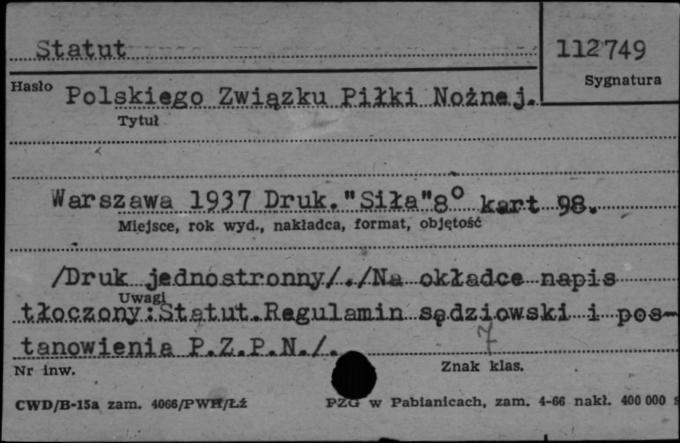 Statut
112749
Sygnatura
Hasło
Polskiego Związku Piłki Nożnej.
Tytuł
Warszawa 1937 Druk."Siła"8° kart 98.
Miejsce, rok wyd., nakładca, format, objętość
/Druk jednostronny/./Na okładce napis
Uwagi
tłoczony:Statut.Regulamin sędziowski i pos-
tanowienia P.Z.P.N./.
7
Nr inw.
Znak klas.
CWD/B-15a zam. 4066/PWH/Łź
PZG w Pabianicach, zam. 4-66 nakł. 400 000 s